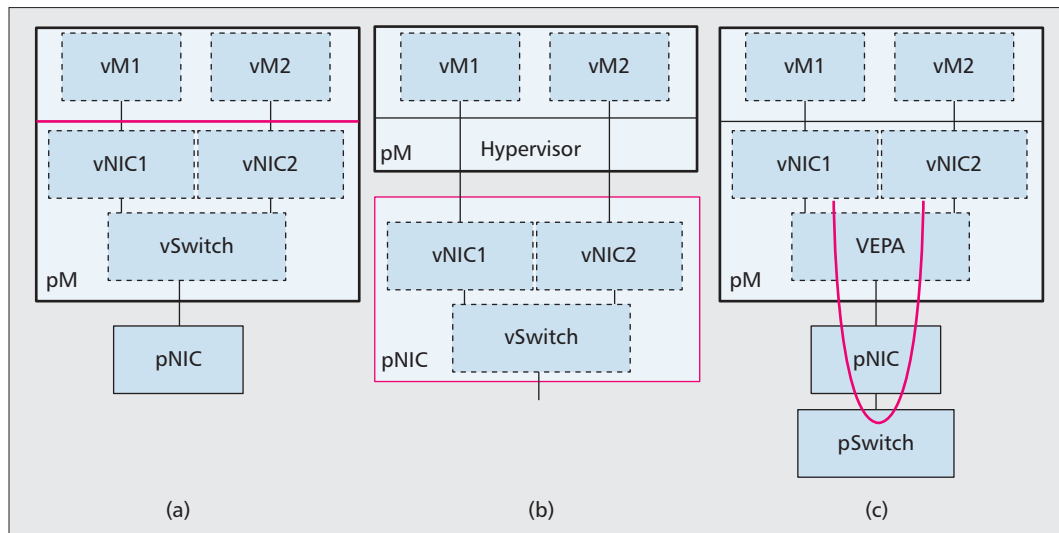 vM1 vM2
vNIC1 vNIC2
vSwitch
pM
pNIC
(a)
vM1 vM2
pM Hypervisor
vNIC1 vNIC2
vSwitch
pNIC
(b)
vM1 vM2
vNIC1 vNIC2
VEPA
pM
pNIC
pSwitch
(c)